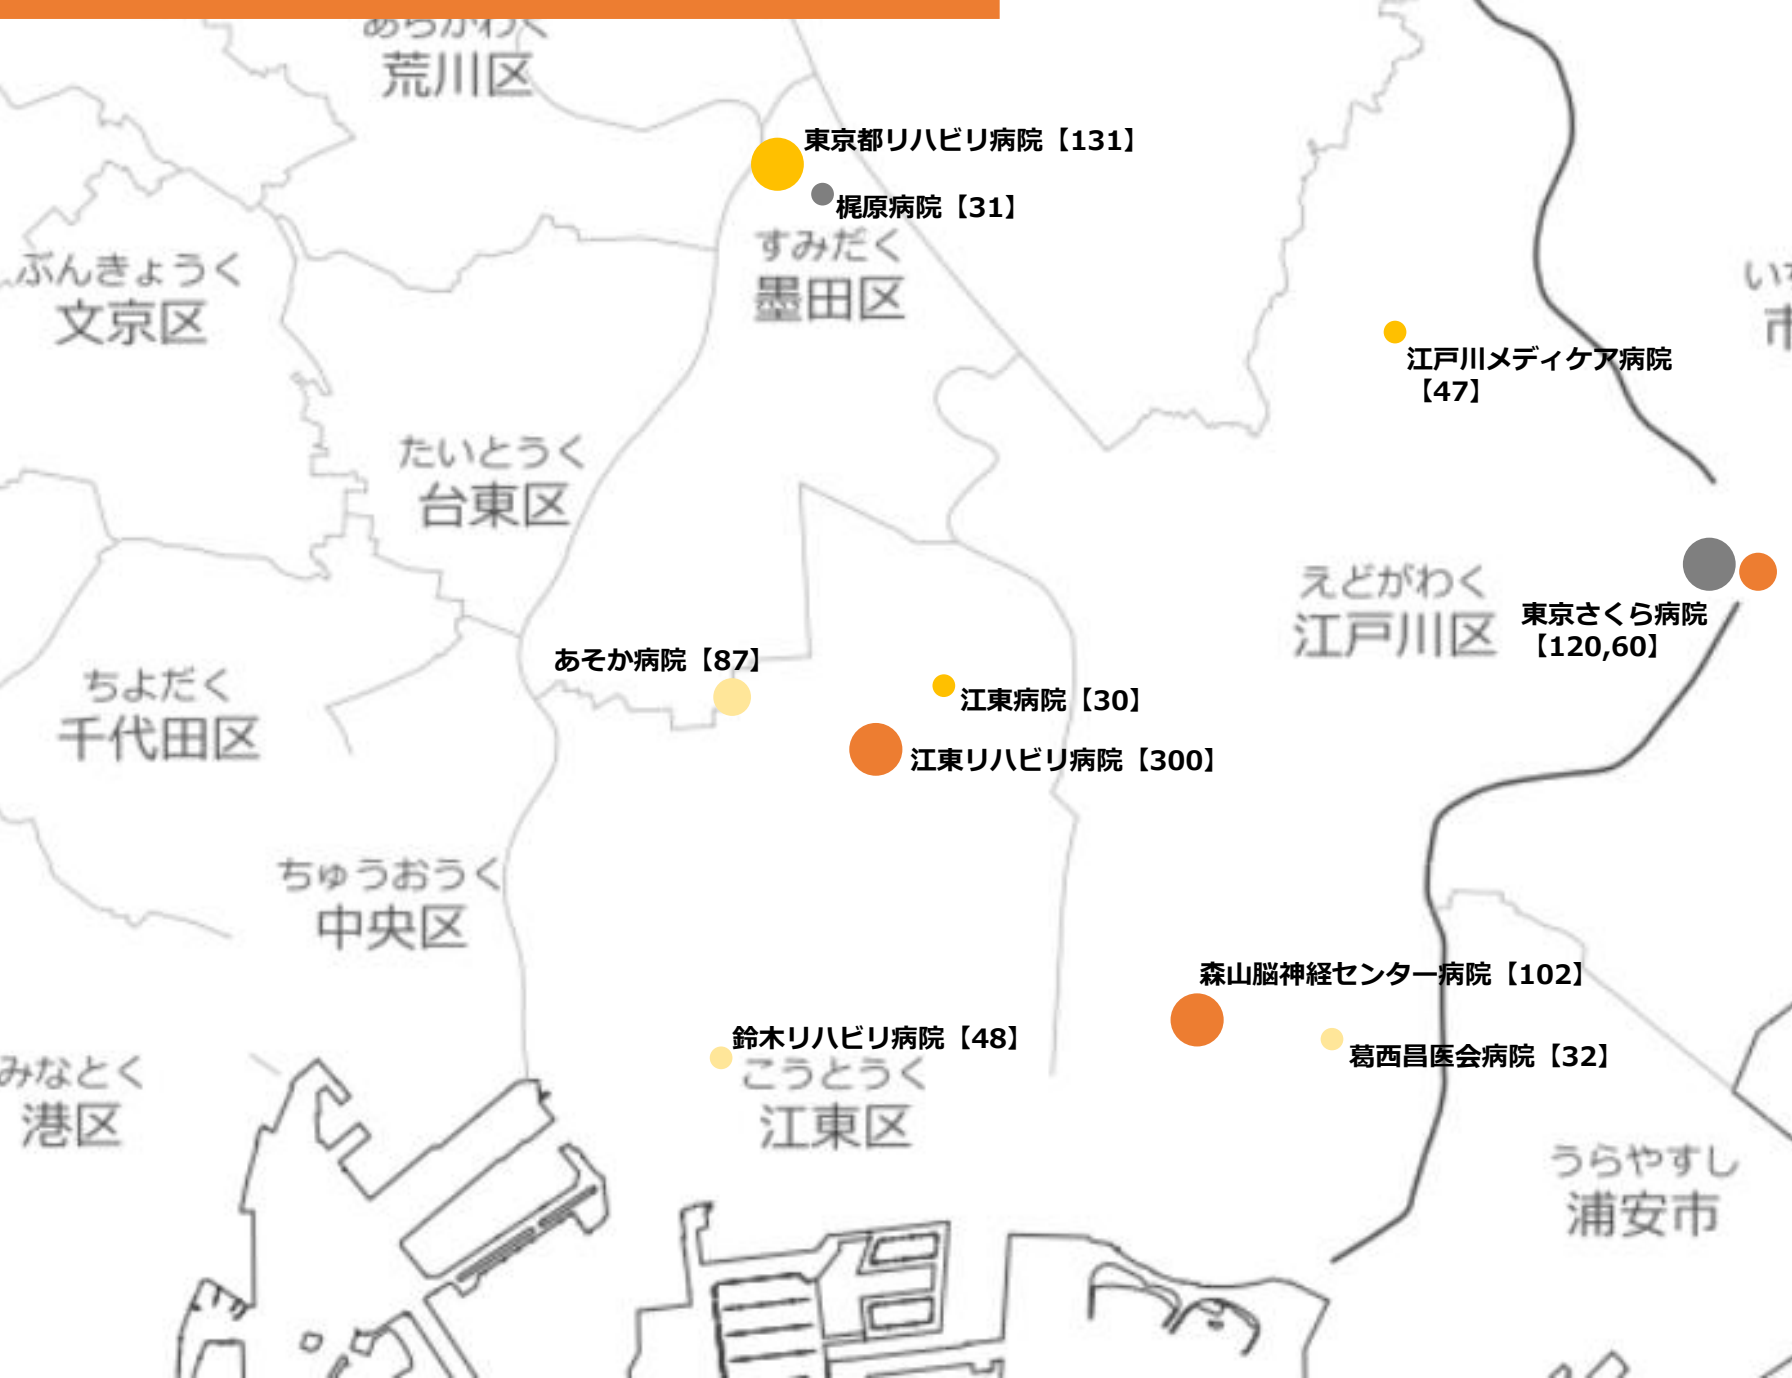 あらかわく
荒川区
東京都リハビリ病院【131】
梶原病院【31】
すみだく
墨田区
ぶんきょうく
文京区
江戸川メディケア病院
【47】
たいとうく
台東区
えどがわく
江戸川区
東京さくら病院
【120,60】
あそか病院【87】
江東病院【30】
江東リハビリ病院【300】
ちよだく
千代田区
ちゅうおうく
中央区
森山脳神経センター病院【102】
葛西昌医会病院【32】
鈴木リハビリ病院【48】
こうとうく
江東区
みなとく
港区
うらやすし
浦安市